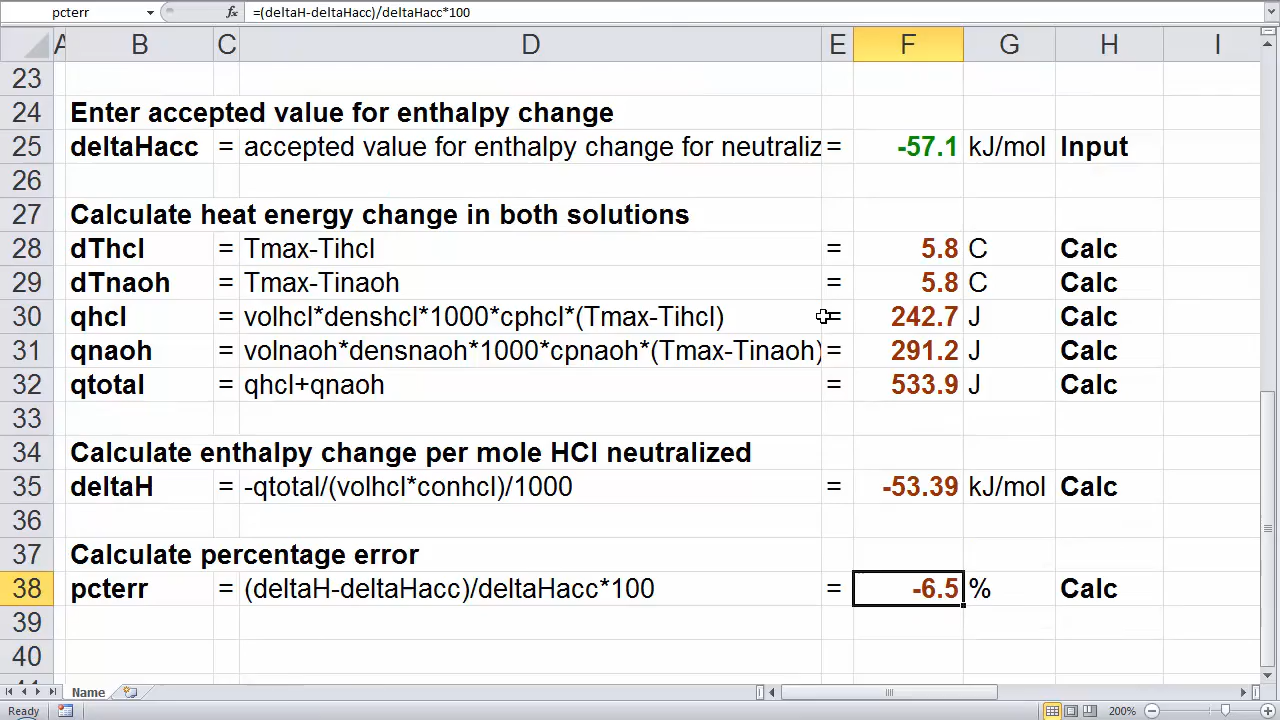 pcterr fx =(deltaH-deltaHacc)/deltaHacc*100
A B C D E F G H I
23
24 Enter accepted value for enthalpy change
25 deltaHacc = accepted value for enthalpy change for neutraliz = -57.1 kJ/mol Input
26
27 Calculate heat energy change in both solutions
28 dThcl = Tmax-Tihcl = 5.8 C Calc
29 dTnaoh = Tmax-Tinaoh = 5.8 C Calc
30 qhcl = volhcl*denshcl*1000*cphcl*(Tmax-Tihcl) = 242.7 J Calc
31 qnaoh = volnaoh*densnaoh*1000*cpnaoh*(Tmax-Tinaoh) = 291.2 J Calc
32 qtotal = qhcl+qnaoh = 533.9 J Calc
33
34 Calculate enthalpy change per mole HCl neutralized
35 deltaH = -qtotal/(volhcl*conhcl)/1000 = -53.39 kJ/mol Calc
36
37 Calculate percentage error
38 pcterr = (deltaH-deltaHacc)/deltaHacc*100 = -6.5 % Calc
39
40
Name
Ready 200%